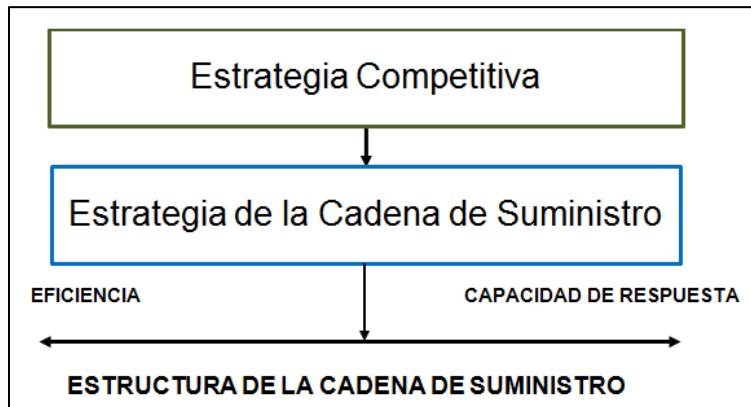 Estrategia Competitiva
Estrategia de la Cadena de Suministro
EFICIENCIA
CAPACIDAD DE RESPUESTA
ESTRUCTURA DE LA CADENA DE SUMINISTRO